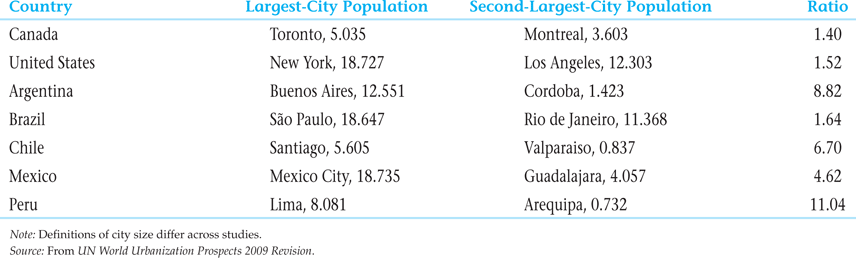 Country Largest-City Population Second-Largest-City Population Ratio
Canada Toronto, 5.035 Montreal, 3.603 1.40
United States New York, 18.727 Los Angeles, 12.303 1.52
Argentina Buenos Aires, 12.551 Cordoba, 1.423 8.82
Brazil São Paulo, 18.647 Rio de Janeiro, 11.368 1.64
Chile Santiago, 5.605 Valparaiso, 0.837 6.70
Mexico Mexico City, 18.735 Guadalajara, 4.057 4.62
Peru Lima, 8.081 Arequipa, 0.732 11.04
Note: Definitions of city size differ across studies.
Source: From UN World Urbanization Prospects 2009 Revision.